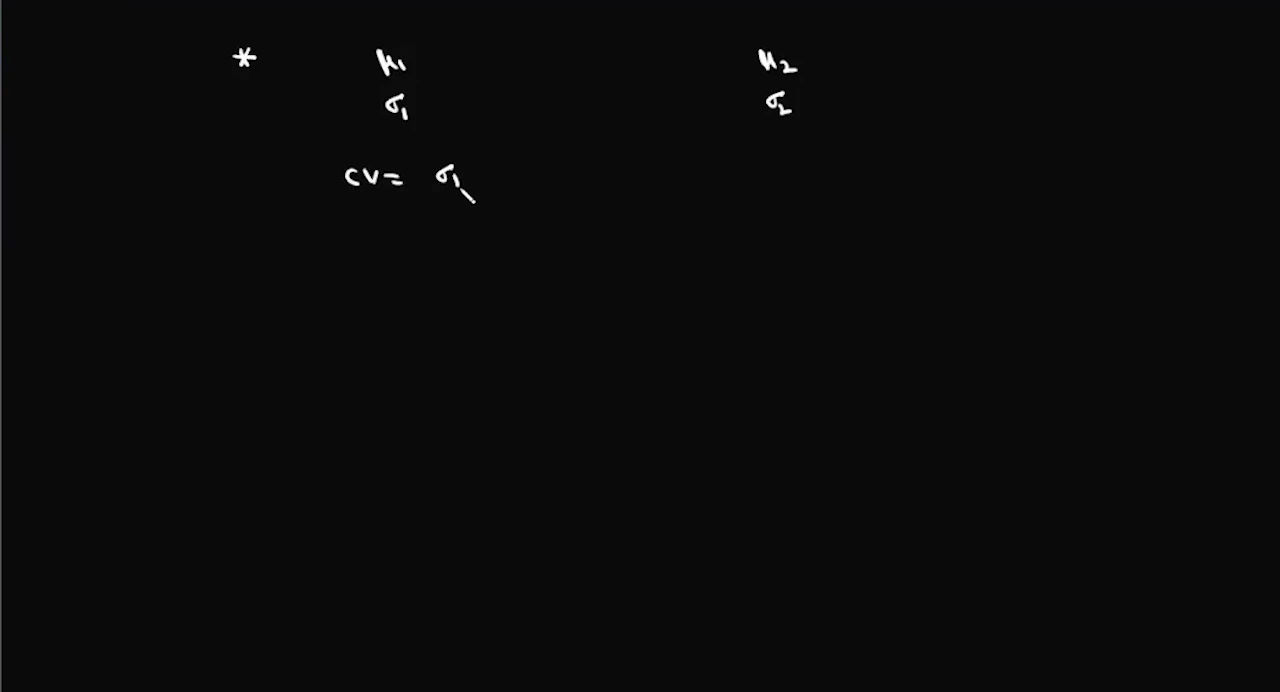 * μ₁ μ₂
σ₁ σ₂
CV = σ₁ \